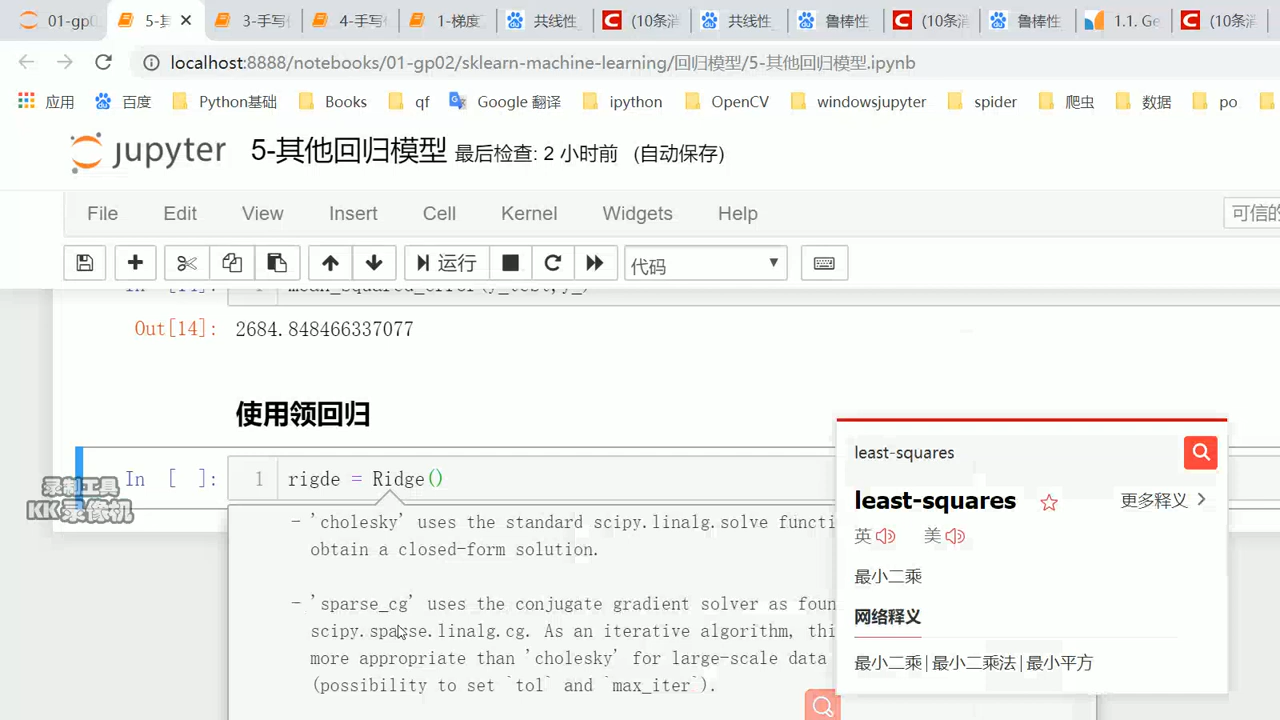 01-gp0
5-其
3-手写
4-手写
1-梯度
共线性
(10条消
共线性
鲁棒性
(10条消
鲁棒性
1.1. Ge
(10条消
localhost:8888/notebooks/01-gp02/sklearn-machine-learning/回归模型/5-其他回归模型.ipynb
应用
百度
Python基础
Books
qf
Google 翻译
ipython
OpenCV
windowsjupyter
spider
爬虫
数据
po
jupyter
5-其他回归模型 最后检查: 2 小时前 (自动保存)
File Edit View Insert Cell Kernel Widgets Help
可信的
运行
代码
In [14]: 1 mean_squared_error(y_test,y_)
Out[14]: 2684.848466337077
使用领回归
In [ ]: 1 rigde = Ridge()
- 'cholesky' uses the standard scipy.linalg.solve functi
obtain a closed-form solution.
- 'sparse_cg' uses the conjugate gradient solver as foun
scipy.sparse.linalg.cg. As an iterative algorithm, thi
more appropriate than 'cholesky' for large-scale data
(possibility to set `tol` and `max_iter`).
least-squares
least-squares
更多释义
英 美
最小二乘
网络释义
最小二乘|最小二乘法|最小平方
录制工具
KK录像机